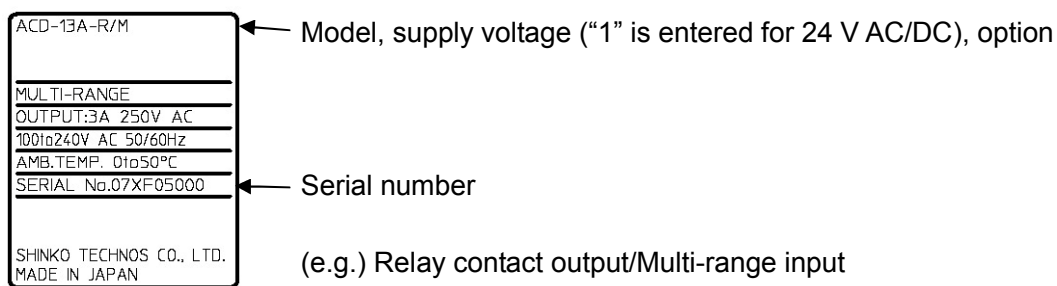 ACD-13A-R/M
Model, supply voltage (“1” is entered for 24 V AC/DC), option
MULTI-RANGE
OUTPUT:3A 250V AC
100to240V AC 50/60Hz
AMB.TEMP. 0to50°C
SERIAL No.07XF05000
Serial number
SHINKO TECHNOS CO., LTD.
MADE IN JAPAN
(e.g.) Relay contact output/Multi-range input